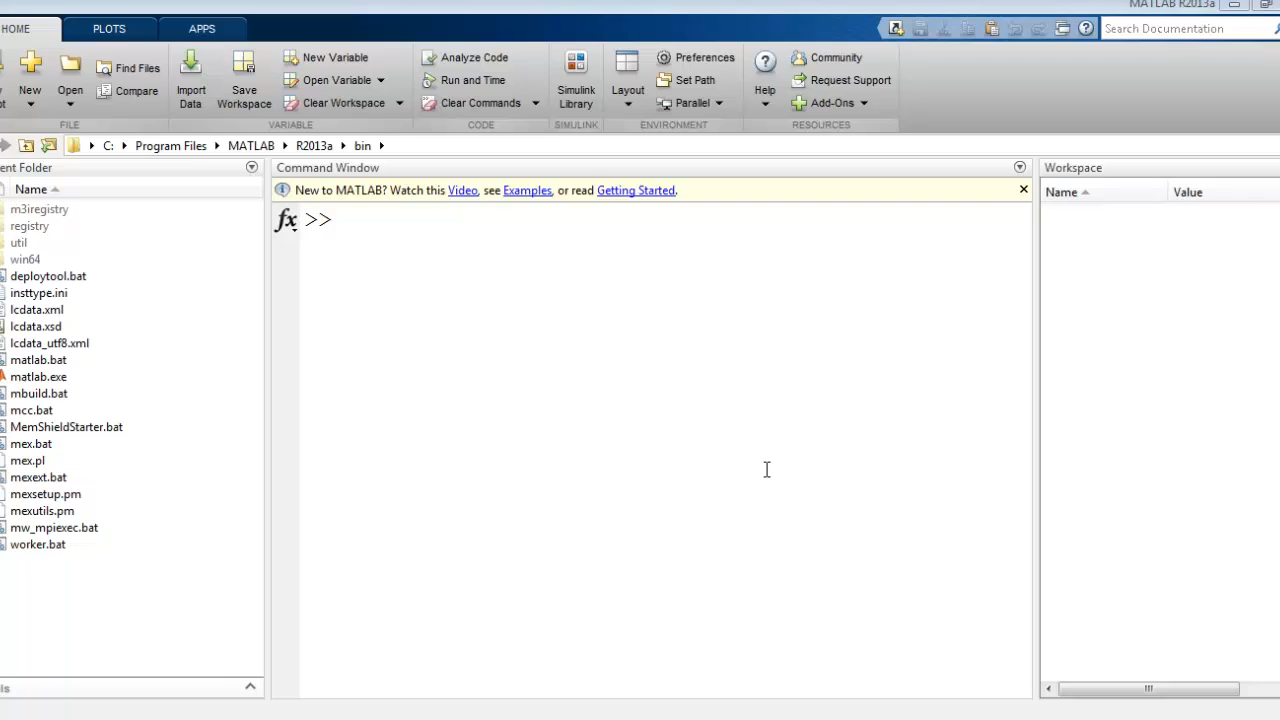 MATLAB R2013a
HOME PLOTS APPS
Search Documentation
New
Open
Find Files
Compare
FILE
Import Data
Save Workspace
New Variable
Open Variable
Clear Workspace
VARIABLE
Analyze Code
Run and Time
Clear Commands
CODE
Simulink Library
SIMULINK
Layout
Preferences
Set Path
Parallel
ENVIRONMENT
Help
Community
Request Support
Add-Ons
RESOURCES
C: Program Files MATLAB R2013a bin
ent Folder
Name
m3iregistry
registry
util
win64
deploytool.bat
insttype.ini
lcdata.xml
lcdata.xsd
lcdata_utf8.xml
matlab.bat
matlab.exe
mbuild.bat
mcc.bat
MemShieldStarter.bat
mex.bat
mex.pl
mexext.bat
mexsetup.pm
mexutils.pm
mw_mpiexec.bat
worker.bat
ls
Command Window
New to MATLAB? Watch this Video, see Examples, or read Getting Started.
fx >>
Workspace
Name Value